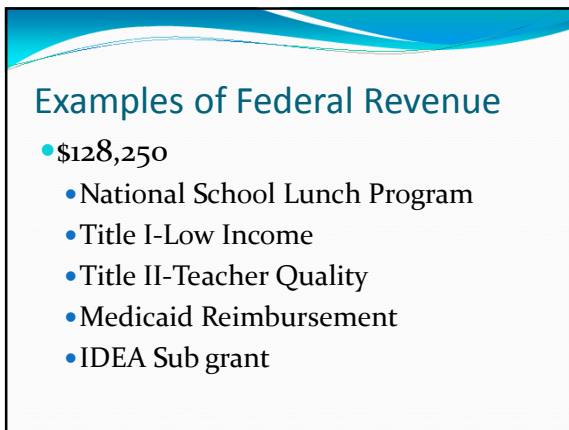 Examples of Federal Revenue
•$128,250
•National School Lunch Program
•Title I-Low Income
•Title II-Teacher Quality
•Medicaid Reimbursement
•IDEA Sub grant